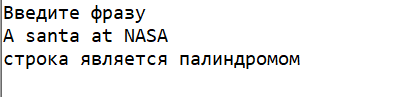 Введите фразу
A santa at NASA
строка является палиндромом